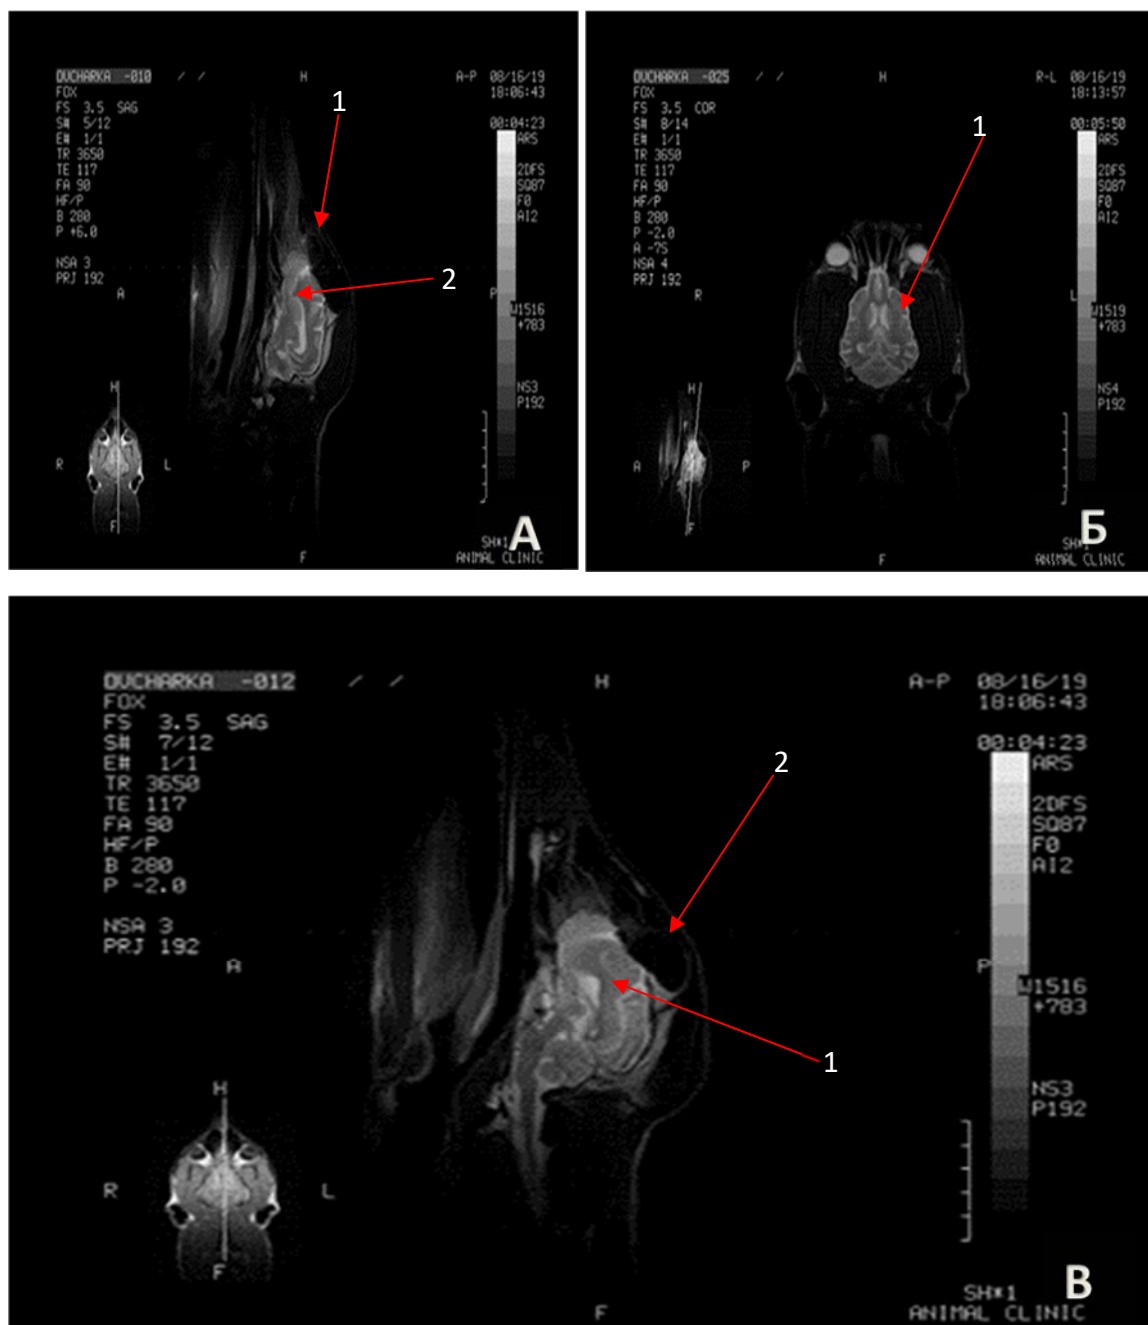 OVCHARKA -010 / / H A-P 08/16/19
FOX 18:06:43
FS 3.5 SAG 1
S# 5/12 00:04:23
E# 1/1 ARS
TR 3650
TE 117 2DFS
FA 90 SQ87
HF/P F0
B 280 AI2
P +6.0
NSA 3 2
PRJ 192
A P
W1516
+783
H NS3
P192
R L
F
SH*1 А
F ANIMAL CLINIC
OVCHARKA -025 / / H R-L 08/16/19
FOX 18:13:57
FS 3.5 COR 1
S# 8/14 00:05:50
E# 1/1 ARS
TR 3650
TE 117 2DFS
FA 90 SQ87
HF/P F0
B 280 AI2
P -2.0
A -75
NSA 4
PRJ 192
R L
W1519
+783
H NS4
P192
A P
F
SH*1 Б
F ANIMAL CLINIC
OVCHARKA -012 / / H A-P 08/16/19
FOX 18:06:43
FS 3.5 SAG
S# 7/12 00:04:23
E# 1/1 2 ARS
TR 3650
TE 117 2DFS
FA 90 SQ87
HF/P F0
B 280 AI2
P -2.0
NSA 3
PRJ 192
A P
W1516
+783
1
H NS3
P192
R L
F
SH*1 В
F ANIMAL CLINIC